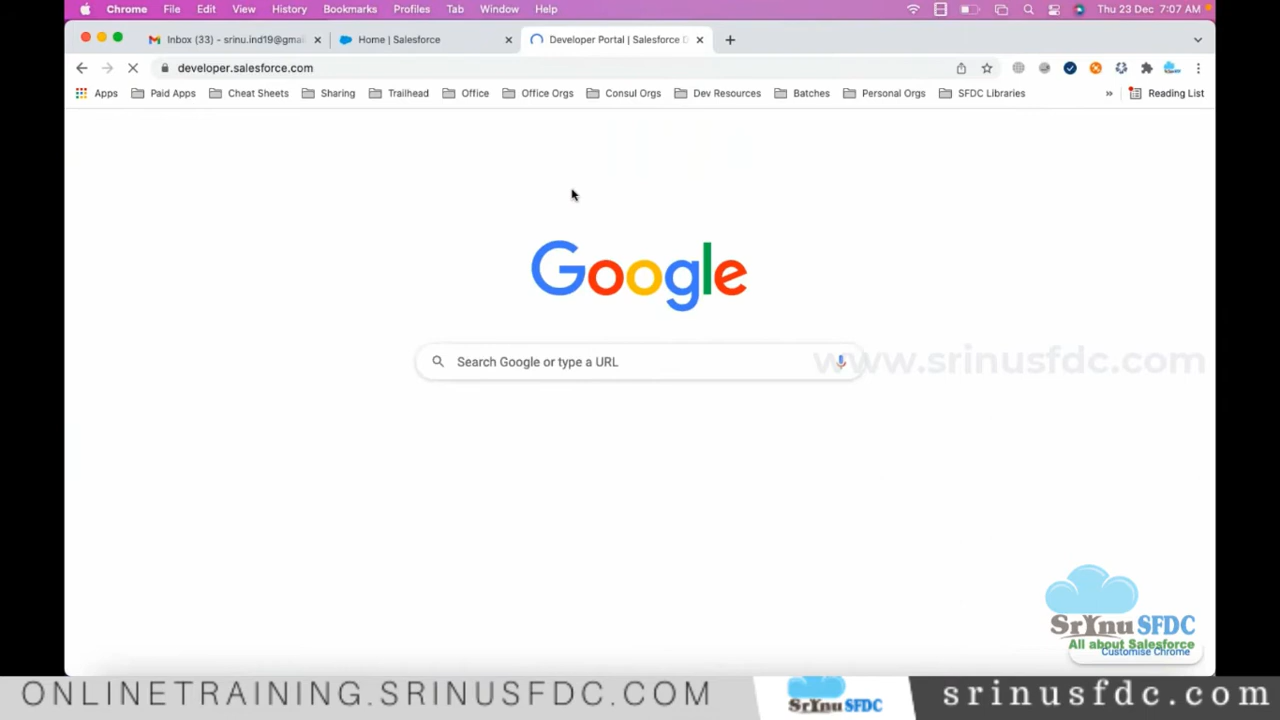 Chrome File Edit View History Bookmarks Profiles Tab Window Help Thu 23 Dec 7:07 AM
Inbox (33) - srinu.ind19@gmai Home | Salesforce Developer Portal | Salesforce D
developer.salesforce.com
Apps Paid Apps Cheat Sheets Sharing Trailhead Office Office Orgs Consul Orgs Dev Resources Batches Personal Orgs SFDC Libraries » Reading List
Google
Search Google or type a URL
www.srinusfdc.com
SrInu SFDC
All about Salesforce
Customise Chrome
ONLINETRAINING.SRINUSFDC.COM
SrInu SFDC
srinusfdc.com